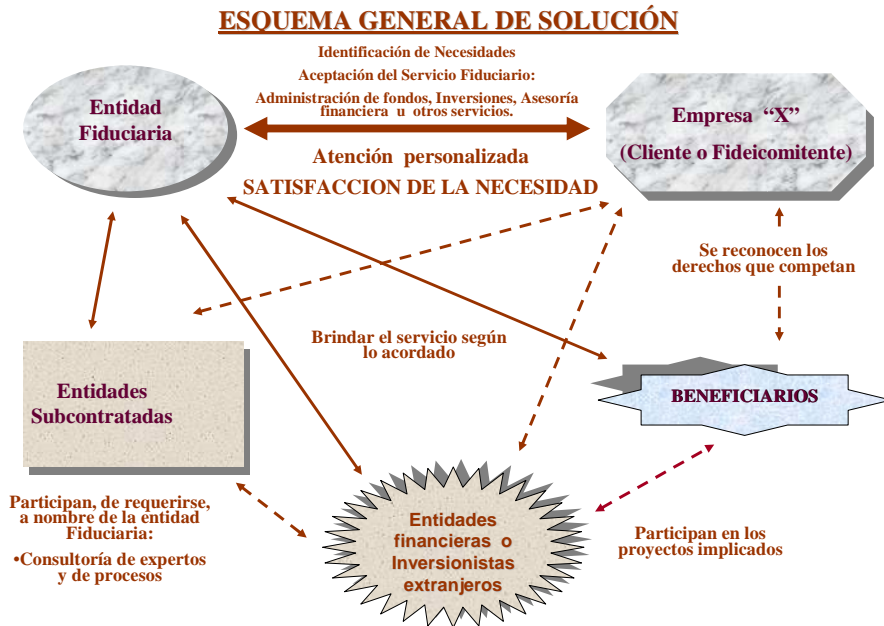 ESQUEMA GENERAL DE SOLUCIÓN
Identificación de Necesidades
Aceptación del Servicio Fiduciario:
Administración de fondos, Inversiones, Asesoría
financiera u otros servicios.
Entidad
Fiduciaria
Empresa “X”
(Cliente o Fideicomitente)
Atención personalizada
SATISFACCION DE LA NECESIDAD
Se reconocen los
derechos que competan
Brindar el servicio según
lo acordado
Entidades
Subcontratadas
BENEFICIARIOS
Participan, de requerirse,
a nombre de la entidad
Fiduciaria:
•Consultoría de expertos
y de procesos
Entidades
financieras o
Inversionistas
extranjeros
Participan en los
proyectos implicados